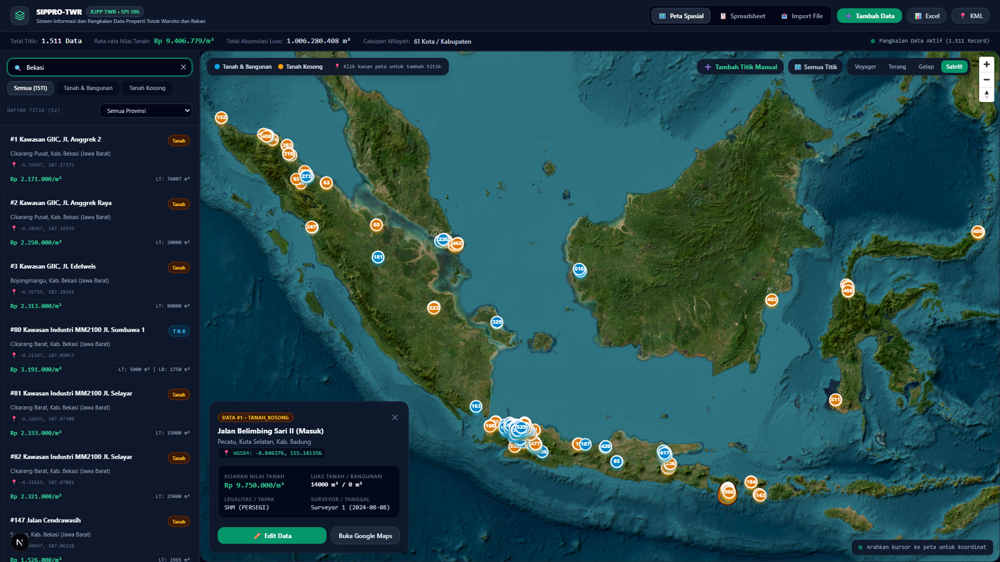 SIPPRO-TWR
KJPP TWR • SPI 106
Sistem Informasi dan Pangkalan Data Properti Totok Warsito dan Rekan
Peta Spasial
Spreadsheet
Import File
Tambah Data
Excel
KML
Total Titik: 1.511 Data
Rata-rata Nilai Tanah: Rp 9.406.779/m²
Total Akumulasi Luas: 1.006.280.408 m²
Cakupan Wilayah: 61 Kota / Kabupaten
Pangkalan Data Aktif (1.511 Record)
Bekasi
Semua (1511)
Tanah & Bangunan
Tanah Kosong
DAFTAR TITIK (52)
Semua Provinsi
#1 Kawasan GIIC, Jl. Anggrek 2
Tanah
Cikarang Pusat, Kab. Bekasi (Jawa Barat)
-6.39597, 107.17372
Rp 2.171.000/m²
LT: 76007 m²
#2 Kawasan GIIC, Jl. Anggrek Raya
Tanah
Cikarang Pusat, Kab. Bekasi (Jawa Barat)
-6.38567, 107.16939
Rp 2.250.000/m²
LT: 20000 m²
#3 Kawasan GIIC, Jl. Edelweis
Tanah
Bojongmangu, Kab. Bekasi (Jawa Barat)
-6.39719, 107.18561
Rp 2.313.000/m²
LT: 80000 m²
#80 Kawasan Industri MM2100 Jl. Sumbawa 1
T & B
Cikarang Barat, Kab. Bekasi (Jawa Barat)
-6.31347, 107.09053
Rp 3.191.000/m²
LT: 5000 m² | LB: 1750 m²
#81 Kawasan Industri MM2100 Jl. Selayar
Tanah
Cikarang Barat, Kab. Bekasi (Jawa Barat)
-6.32033, 107.07300
Rp 2.333.000/m²
LT: 15000 m²
#82 Kawasan Industri MM2100 Jl. Selayar
Tanah
Cikarang Barat, Kab. Bekasi (Jawa Barat)
-6.31619, 107.07881
Rp 2.321.000/m²
LT: 25000 m²
#147 Jalan Cendrawasih
Tanah
Kab. Bekasi (Jawa Barat)
40497, 107.06528
Rp 1.526.000/m²
LT: 1965 m²
N
Tanah & Bangunan
Tanah Kosong
Klik kanan peta untuk tambah titik
Tambah Titik Manual
Semua Titik
Voyager
Terang
Gelap
Satelit
152
450
303
318
273
65
62
247
68
226
465
181
516
480
408
402
523
329
511
163
100
529
477
187
420
417
85
236
184
986
143
DATA #1 • TANAH_KOSONG
Jalan Belimbing Sari II (Masuk)
Pecatu, Kuta Selatan, Kab. Badung
WGS84: -8.846376, 115.141356
KISARAN NILAI TANAH
Rp 9.750.000/m²
LUAS TANAH / BANGUNAN
14000 m² / 0 m²
LEGALITAS / TAPAK
SHM (PERSEGI)
SURVEYOR / TANGGAL
Surveyor 1 (2024-08-08)
Edit Data
Buka Google Maps
Arahkan kursor ke peta untuk koordinat